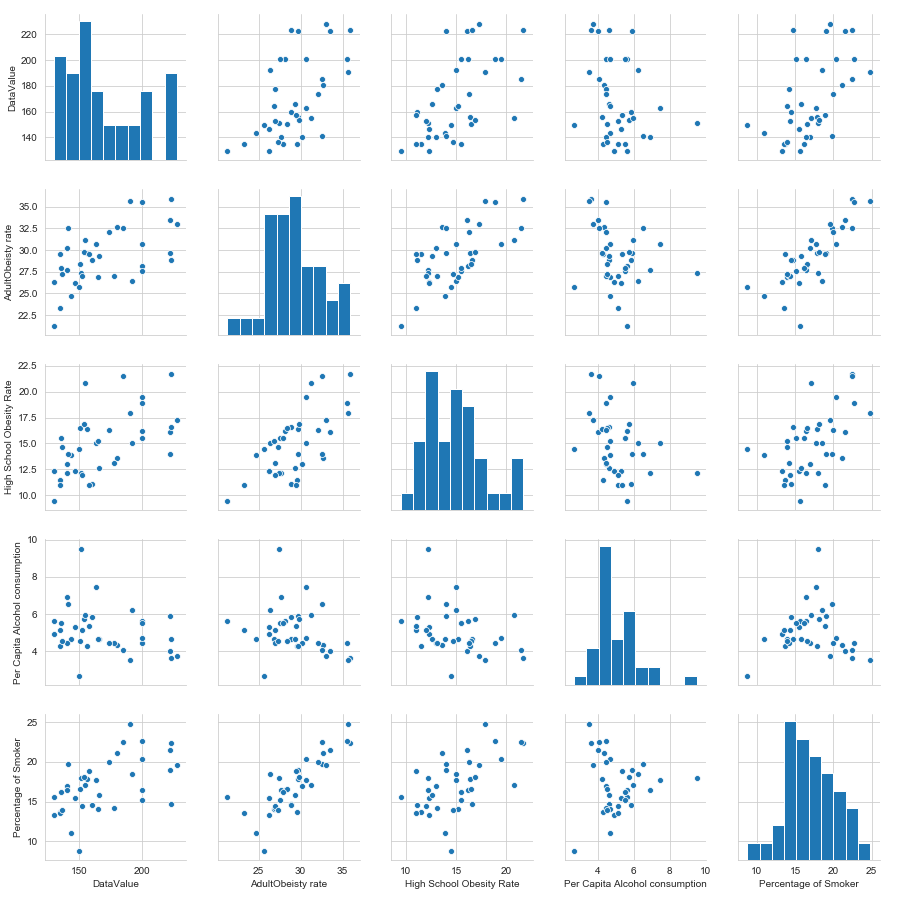 220
200
180
160
140
DataValue
35.0
32.5
30.0
27.5
25.0
22.5
AdultObeisty rate
22.5
20.0
17.5
15.0
12.5
10.0
High School Obesity Rate
10
8
6
4
Per Capita Alcohol consumption
25
20
15
10
Percentage of Smoker
150 200
DataValue
25 30 35
AdultObeisty rate
10 15 20
High School Obesity Rate
4 6 8 10
Per Capita Alcohol consumption
10 15 20 25
Percentage of Smoker